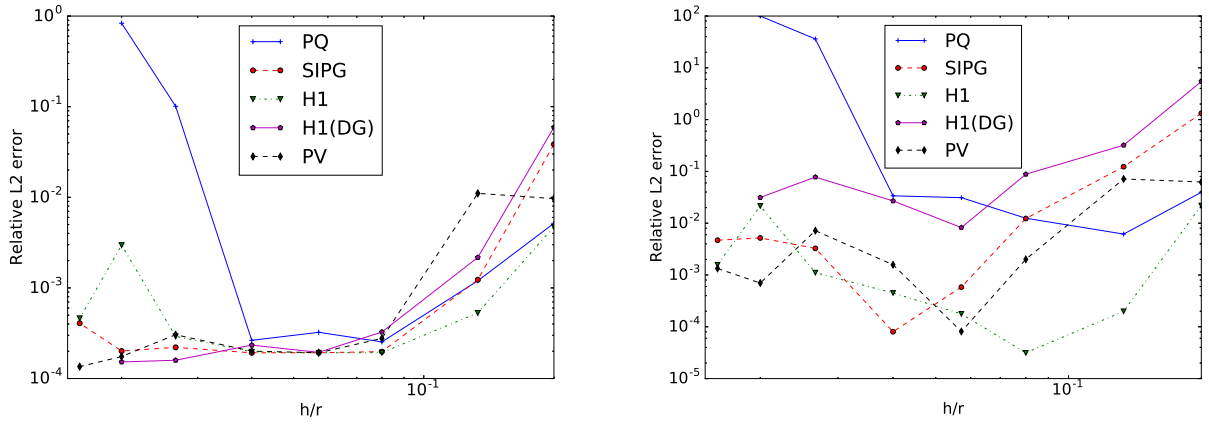 10^0
10^-1
10^-2
10^-3
10^-4
Relative L2 error
PQ
SIPG
H1
H1(DG)
PV
10^-1
h/r
10^2
10^1
10^0
10^-1
10^-2
10^-3
10^-4
10^-5
Relative L2 error
PQ
SIPG
H1
H1(DG)
PV
10^-1
h/r